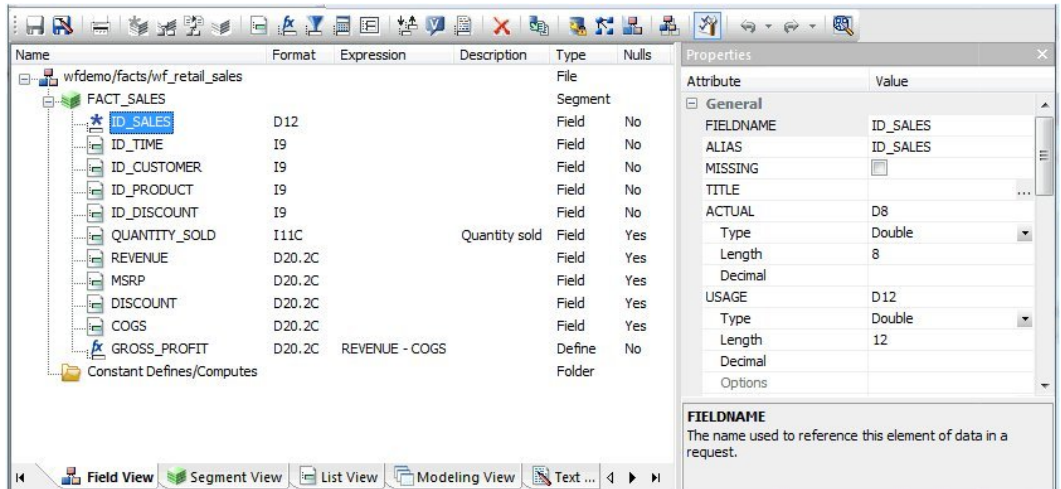 Name Format Expression Description Type Nulls
wfdemo/facts/wf_retail_sales File
FACT_SALES Segment
ID_SALES D12 Field No
ID_TIME I9 Field No
ID_CUSTOMER I9 Field No
ID_PRODUCT I9 Field No
ID_DISCOUNT I9 Field No
QUANTITY_SOLD I11C Quantity sold Field Yes
REVENUE D20.2C Field Yes
MSRP D20.2C Field Yes
DISCOUNT D20.2C Field Yes
COGS D20.2C Field Yes
GROSS_PROFIT D20.2C REVENUE - COGS Define No
Constant Defines/Computes Folder
Field View Segment View List View Modeling View Text ...
Properties
Attribute Value
General
FIELDNAME ID_SALES
ALIAS ID_SALES
MISSING
TITLE ...
ACTUAL D8
Type Double
Length 8
Decimal
USAGE D12
Type Double
Length 12
Decimal
Options
FIELDNAME
The name used to reference this element of data in a
request.